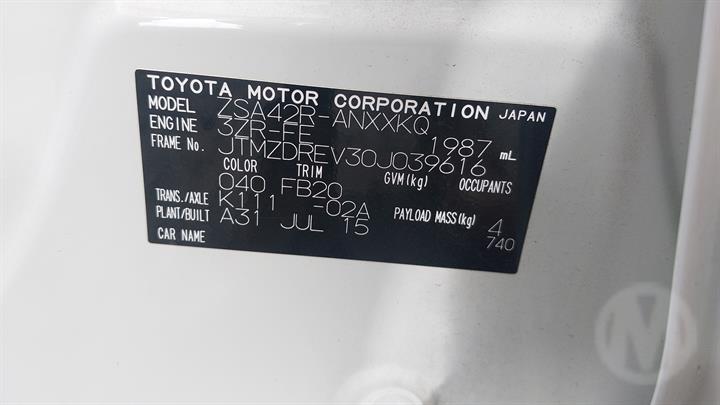 TOYOTA MOTOR CORPORATION JAPAN
MODEL ZSA42R-ANXXKQ
ENGINE 3ZR-FE 1987 mL
FRAME No. JTMZDREV30J039616
COLOR TRIM GVM(kg) OCCUPANTS
040 FB20
TRANS./AXLE K111 -02A PAYLOAD MASS(kg) 4
PLANT/BUILT A31 JUL 15 740
CAR NAME
M